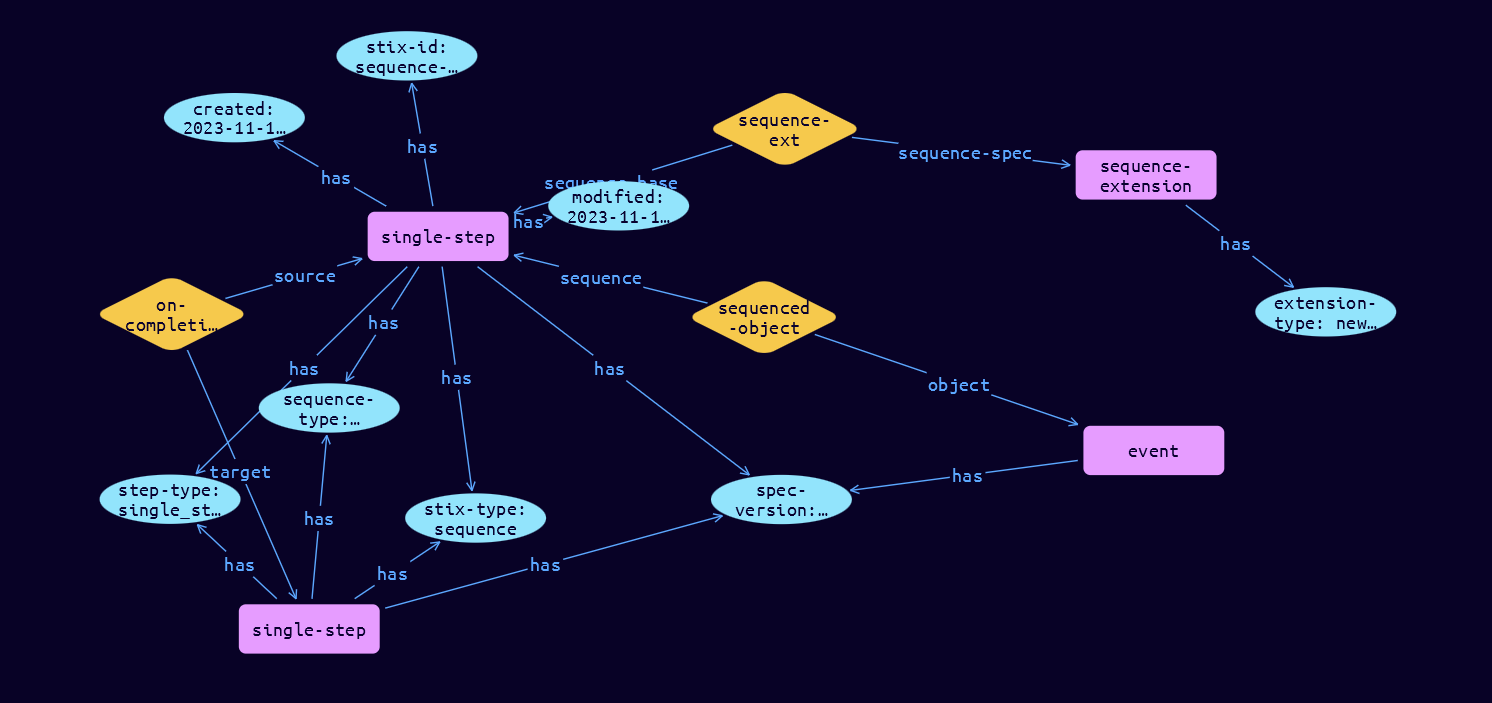 stix-id:
sequence-…
created:
2023-11-1…
sequence-
ext
has
sequence-spec
sequence-
extension
has
sequence-base
modified:
2023-11-1…
has
single-step
has
source
sequence
on-
completi…
sequenced
-object
extension-
type: new…
has
has
has
has
object
sequence-
type:…
event
target
has
step-type:
single_st…
spec-
version:…
stix-type:
sequence
has
has
has
has
single-step